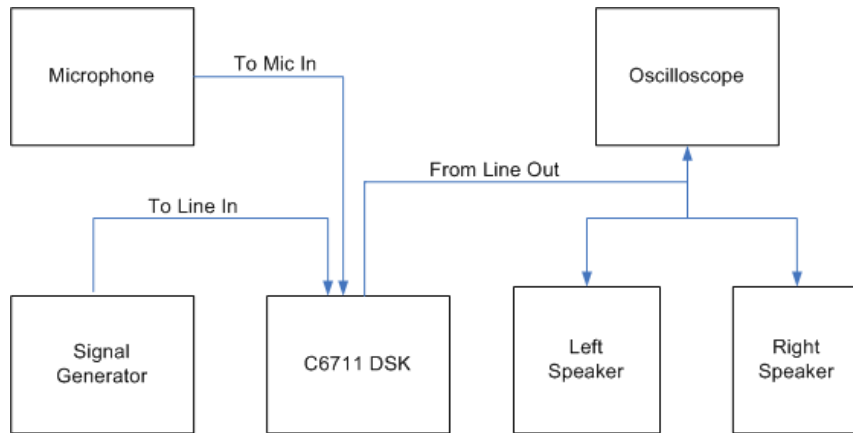 Microphone
To Mic In
Oscilloscope
From Line Out
To Line In
Signal
Generator
C6711 DSK
Left
Speaker
Right
Speaker